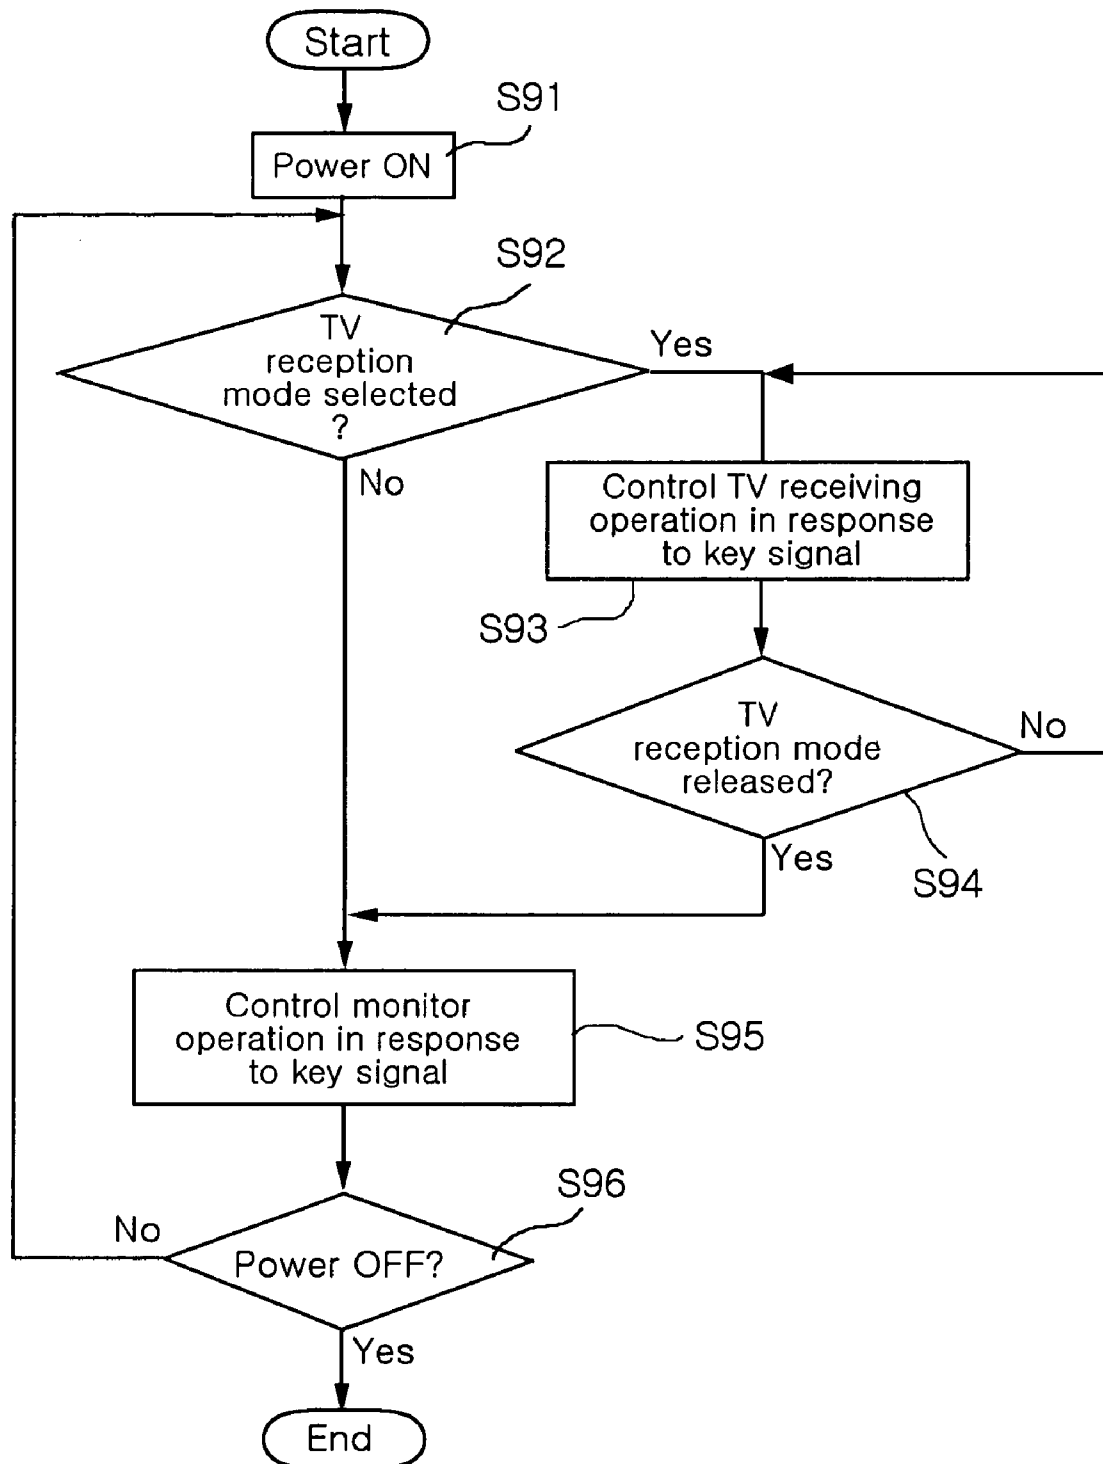 Start
S91
Power ON
S92
TV
reception
mode selected
?
Yes
No
Control TV receiving
operation in response
to key signal
S93
TV
reception mode
released?
No
Yes
S94
Control monitor
operation in response
to key signal
S95
S96
No
Power OFF?
Yes
End